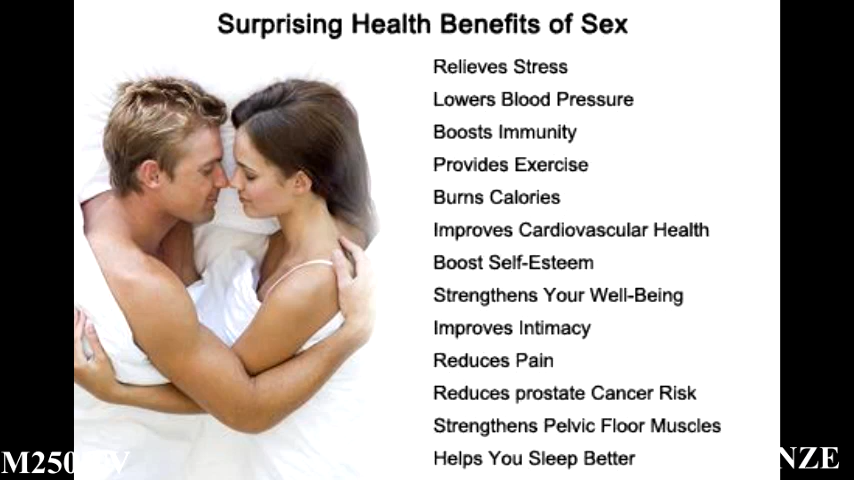 Surprising Health Benefits of Sex
Relieves Stress
Lowers Blood Pressure
Boosts Immunity
Provides Exercise
Burns Calories
Improves Cardiovascular Health
Boost Self-Esteem
Strengthens Your Well-Being
Improves Intimacy
Reduces Pain
Reduces prostate Cancer Risk
Strengthens Pelvic Floor Muscles
Helps You Sleep Better